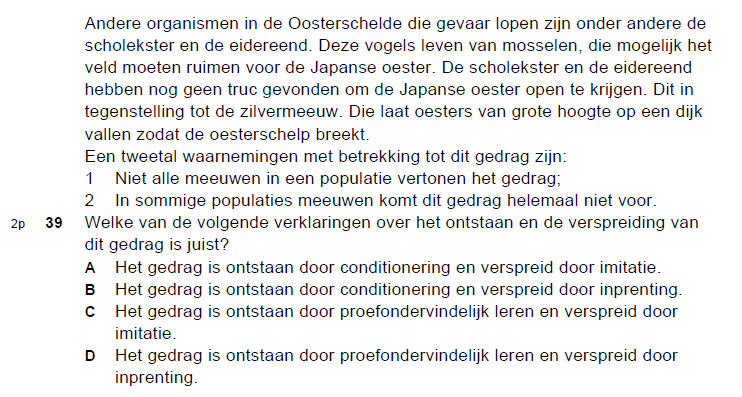 Andere organismen in de Oosterschelde die gevaar lopen zijn onder andere de
scholekster en de eidereend. Deze vogels leven van mosselen, die mogelijk het
veld moeten ruimen voor de Japanse oester. De scholekster en de eidereend
hebben nog geen truc gevonden om de Japanse oester open te krijgen. Dit in
tegenstelling tot de zilvermeeuw. Die laat oesters van grote hoogte op een dijk
vallen zodat de oesterschelp breekt.
Een tweetal waarnemingen met betrekking tot dit gedrag zijn:
1 Niet alle meeuwen in een populatie vertonen het gedrag;
2 In sommige populaties meeuwen komt dit gedrag helemaal niet voor.
2p 39 Welke van de volgende verklaringen over het ontstaan en de verspreiding van
dit gedrag is juist?
A Het gedrag is ontstaan door conditionering en verspreid door imitatie.
B Het gedrag is ontstaan door conditionering en verspreid door inprenting.
C Het gedrag is ontstaan door proefondervindelijk leren en verspreid door
imitatie.
D Het gedrag is ontstaan door proefondervindelijk leren en verspreid door
inprenting.